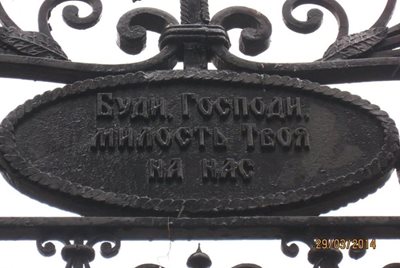 Буди, Господи,
милость Твоя
на нас
29/09/2014